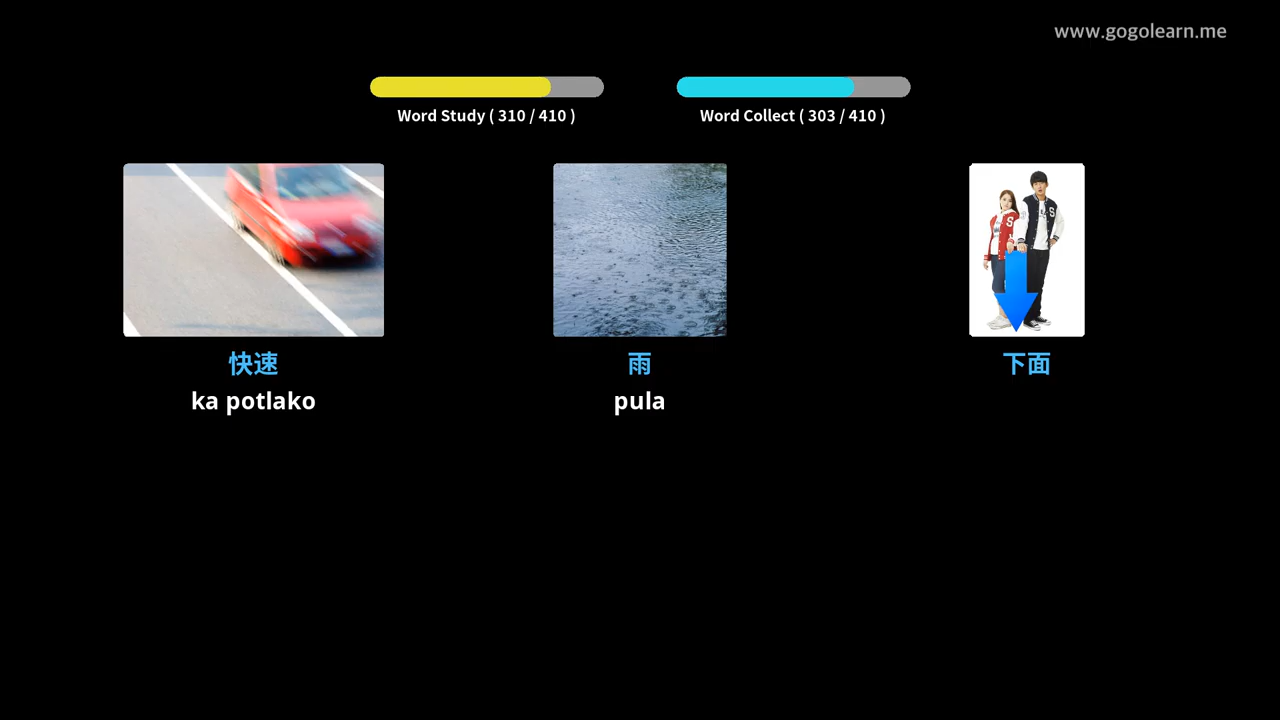 www.gogolearn.me
Word Study ( 310 / 410 )
Word Collect ( 303 / 410 )
快速
ka potlako
雨
pula
下面
S
S